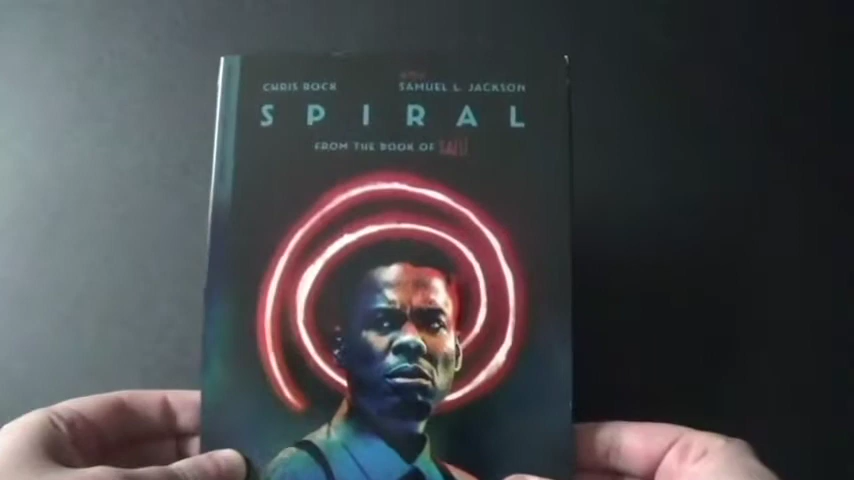 CHRIS ROCK SAMUEL L. JACKSON
SPIRAL
FROM THE BOOK OF SAW